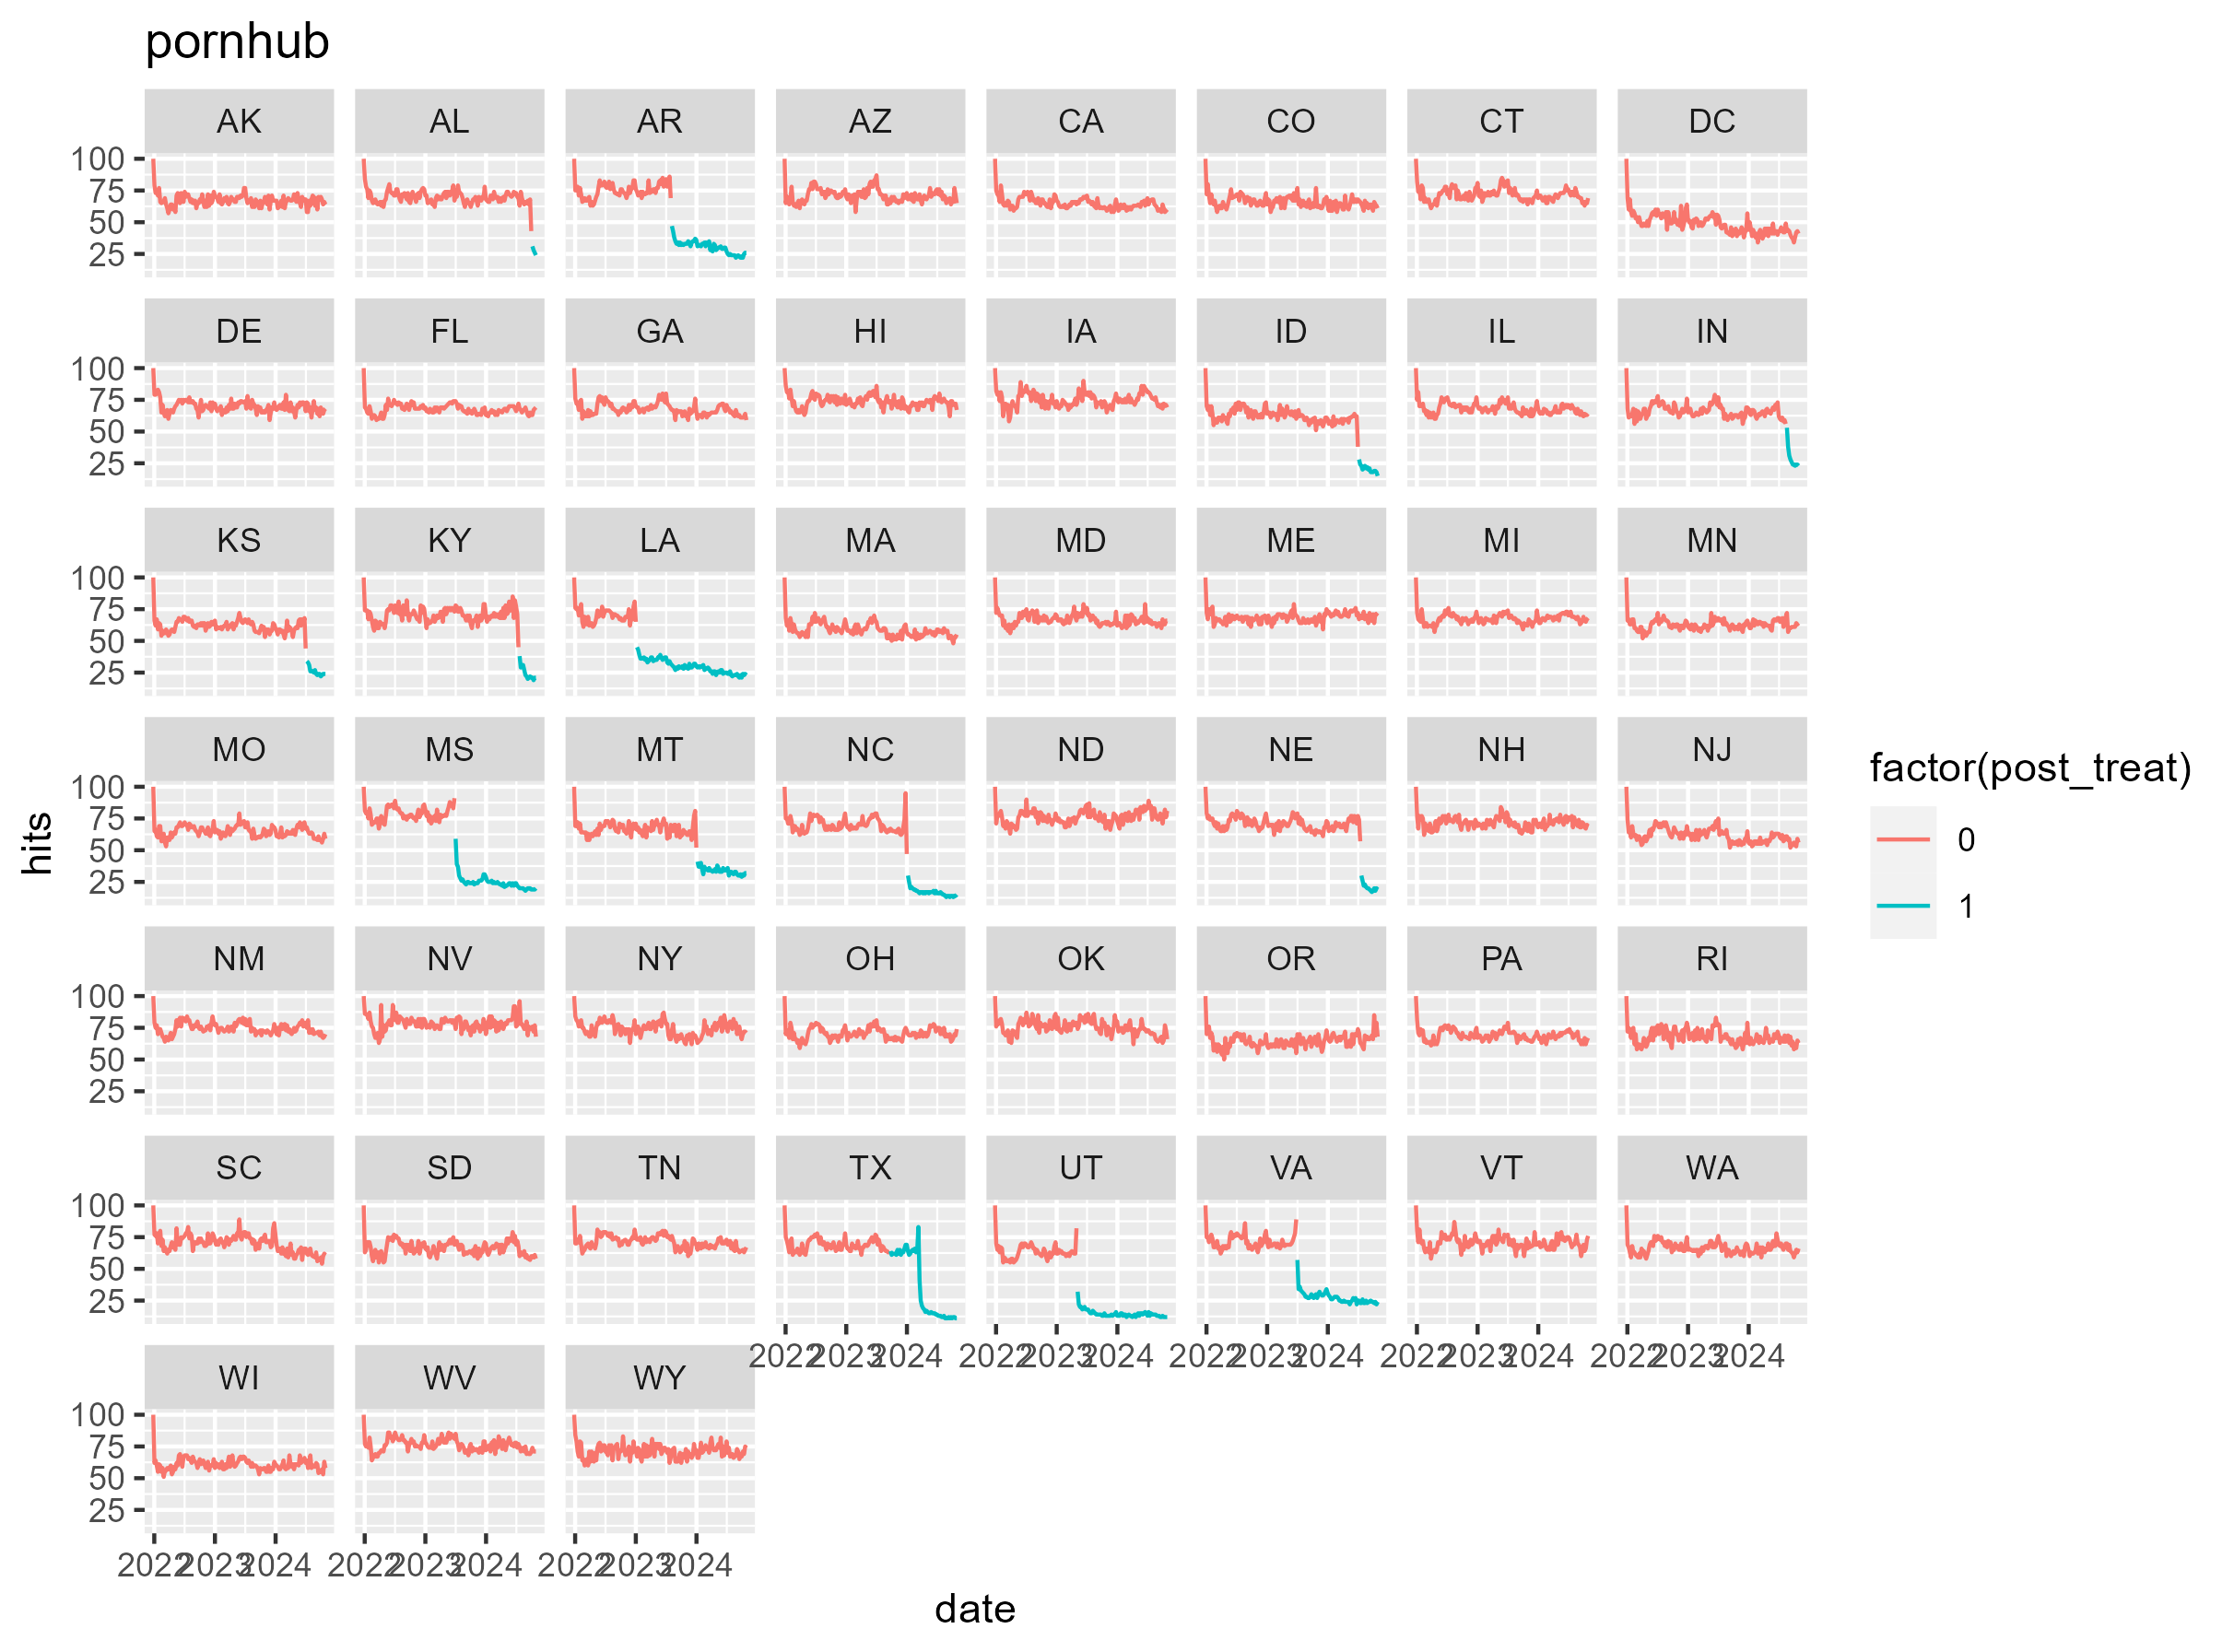 pornhub
AK AL AR AZ CA CO CT DC
100
75
50
25
DE FL GA HI IA ID IL IN
100
75
50
25
KS KY LA MA MD ME MI MN
100
75
50
25
MO MS MT NC ND NE NH NJ
100
75
50
25
NM NV NY OH OK OR PA RI
100
75
50
25
SC SD TN TX UT VA VT WA
100
75
50
25
2022 2023 2024 2022 2023 2024 2022 2023 2024 2022 2023 2024 2022 2023 2024
WI WV WY
100
75
50
25
2022 2023 2024 2022 2023 2024 2022 2023 2024
date
hits
factor(post_treat)
0
1